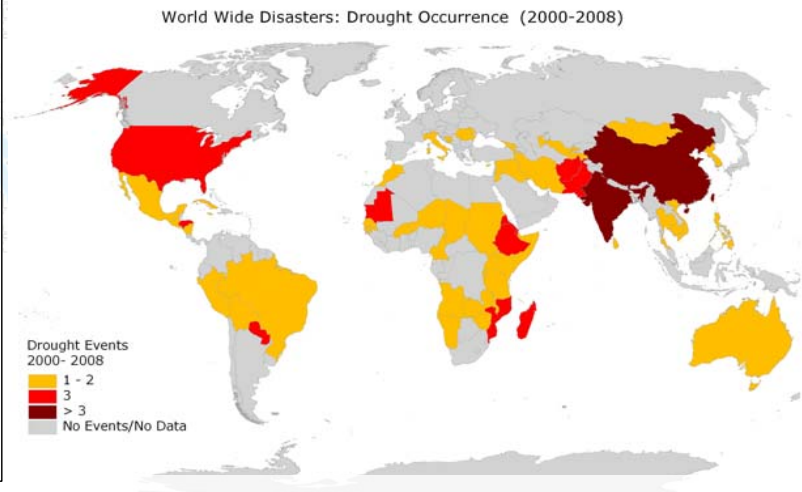 World Wide Disasters: Drought Occurrence (2000-2008)
Drought Events
2000- 2008
1 - 2
3
> 3
No Events/No Data